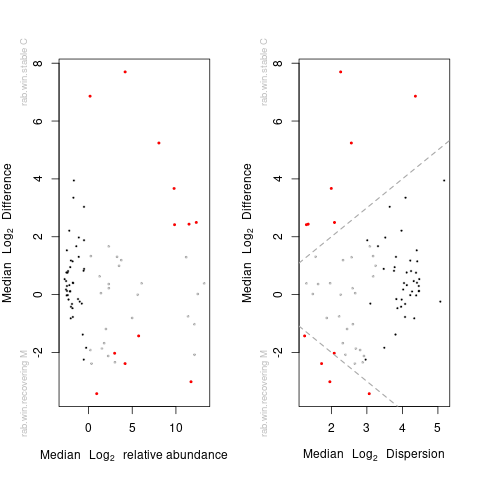 rab.win.stable C
rab.win.recovering M
Median Log2 Difference
8
6
4
2
0
-2
0 5 10
Median Log2 relative abundance
rab.win.stable C
rab.win.recovering M
Median Log2 Difference
8
6
4
2
0
-2
2 3 4 5
Median Log2 Dispersion